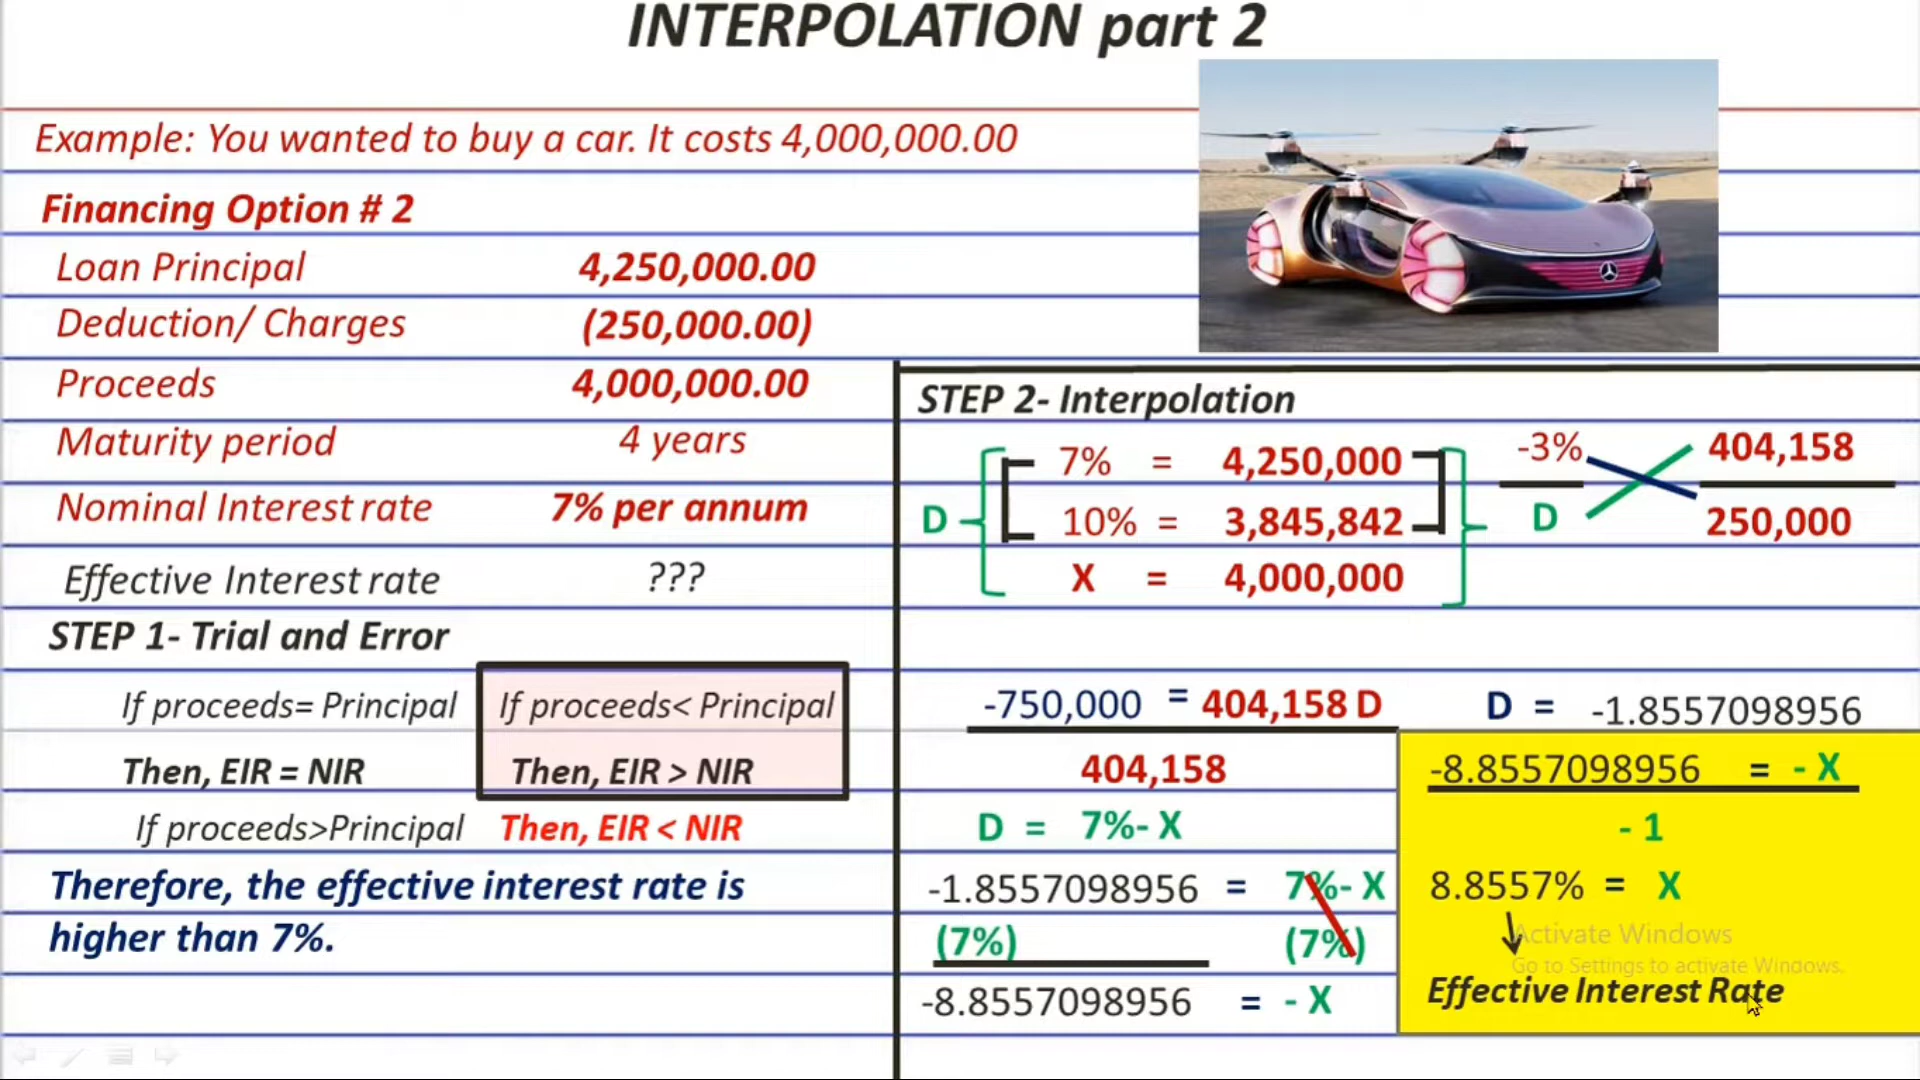 INTERPOLATION part 2
Example: You wanted to buy a car. It costs 4,000,000.00
Financing Option # 2
Loan Principal 4,250,000.00
Deduction/ Charges (250,000.00)
Proceeds 4,000,000.00
Maturity period 4 years
Nominal Interest rate 7% per annum
Effective Interest rate ???
STEP 1- Trial and Error
If proceeds= Principal If proceeds< Principal
Then, EIR = NIR Then, EIR > NIR
If proceeds>Principal Then, EIR < NIR
Therefore, the effective interest rate is
higher than 7%.
STEP 2- Interpolation
7% = 4,250,000 -3% 404,158
D 10% = 3,845,842 D 250,000
X = 4,000,000
-750,000 = 404,158 D D = -1.8557098956
404,158
D = 7%- X
-1.8557098956 = 7%- X
(7%) (7%)
-8.8557098956 = - X
-8.8557098956 = - X
- 1
8.8557% = X
Activate Windows
Go to Settings to activate Windows.
Effective Interest Rate